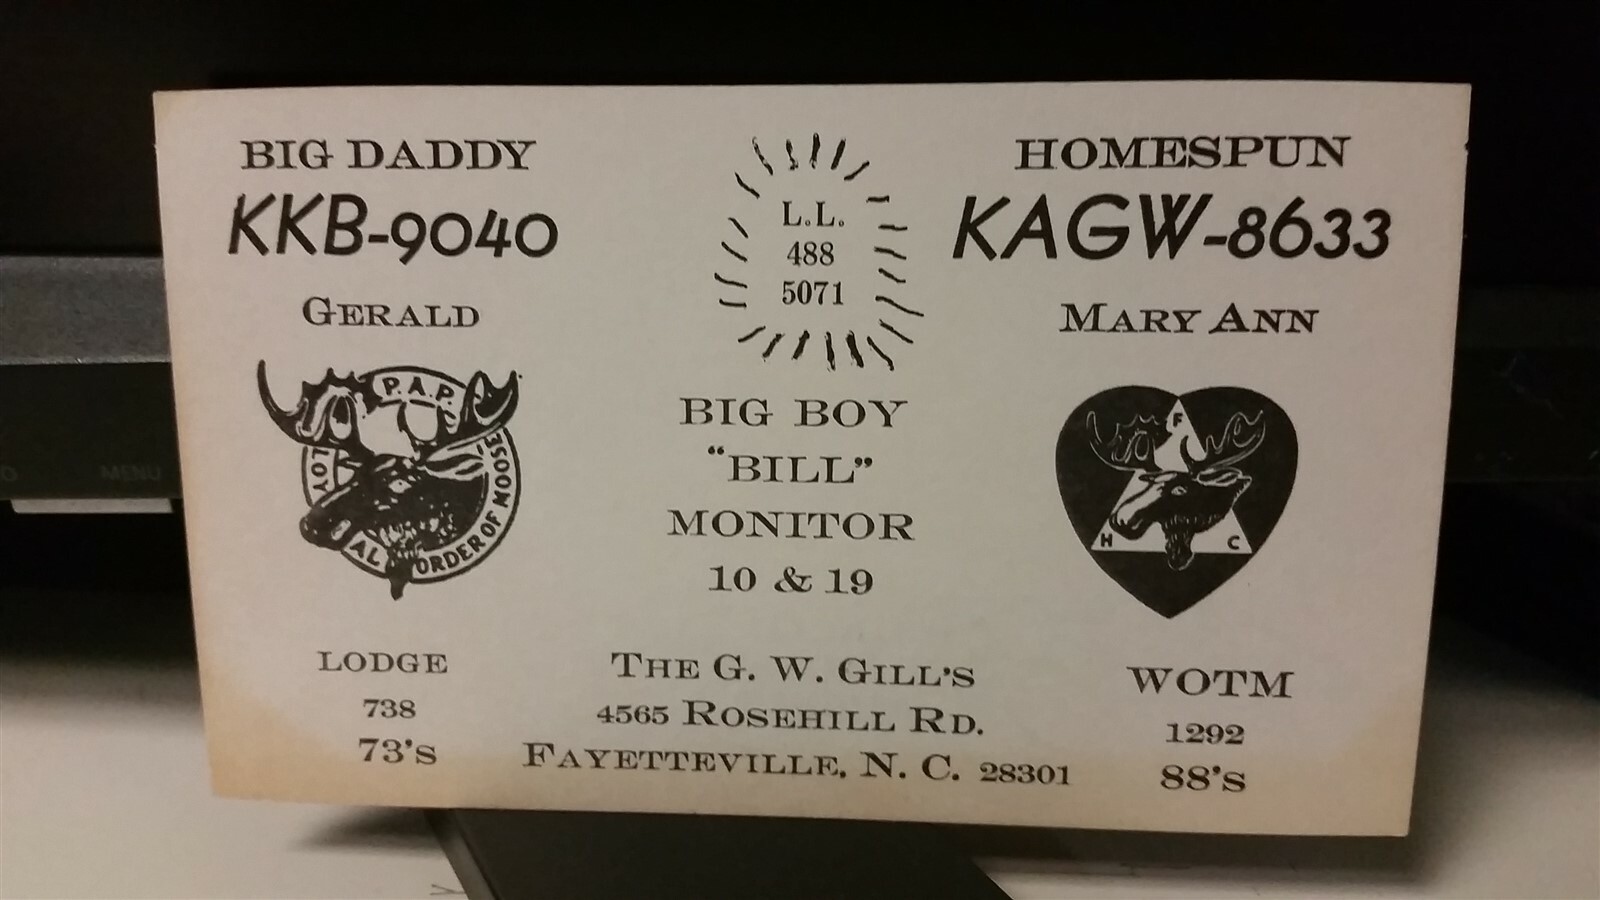 BIG DADDY
KKB-9040
GERALD
P.A.P.
LOYAL ORDER OF MOOSE
LODGE
738
73's
L.L.
488
5071
BIG BOY
“BILL”
MONITOR
10 & 19
THE G. W. GILL'S
4565 ROSEHILL RD.
FAYETTEVILLE, N. C. 28301
HOMESPUN
KAGW-8633
MARY ANN
F
H C
WOTM
1292
88's
MENU